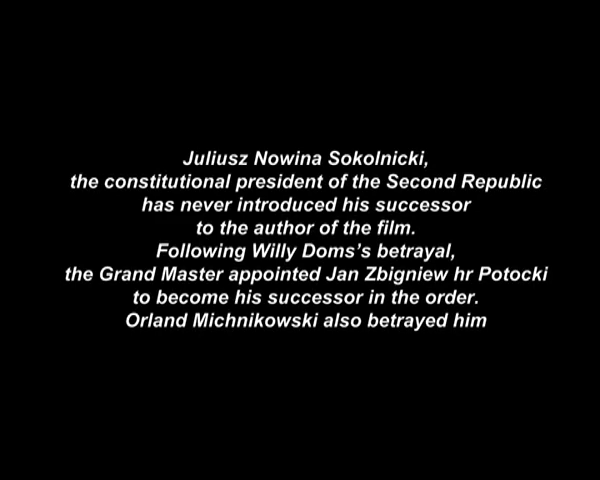 Juliusz Nowina Sokolnicki,
the constitutional president of the Second Republic
has never introduced his successor
to the author of the film.
Following Willy Doms's betrayal,
the Grand Master appointed Jan Zbigniew hr Potocki
to become his successor in the order.
Orland Michnikowski also betrayed him